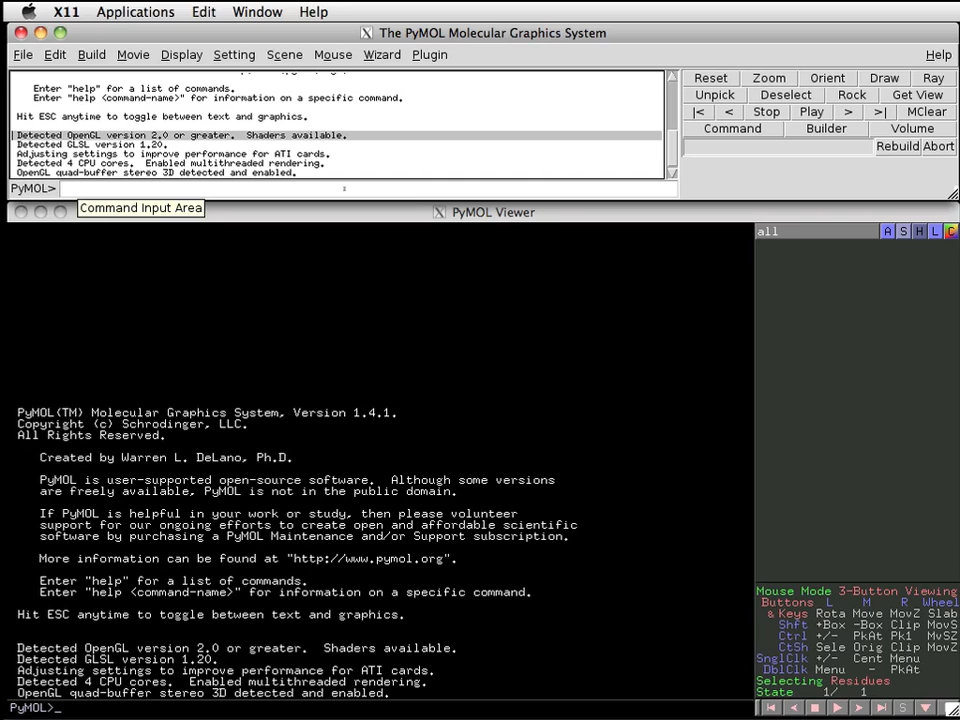 X11 Applications Edit Window Help
The PyMOL Molecular Graphics System
File Edit Build Movie Display Setting Scene Mouse Wizard Plugin Help
Enter "help" for a list of commands.
Enter "help <command-name>" for information on a specific command.
Hit ESC anytime to toggle between text and graphics.
Detected OpenGL version 2.0 or greater.  Shaders available.
Detected GLSL version 1.20.
Adjusting settings to improve performance for ATI cards.
Detected 4 CPU cores.  Enabled multithreaded rendering.
OpenGL quad-buffer stereo 3D detected and enabled.
PyMOL>
Reset Zoom Orient Draw Ray
Unpick Deselect Rock Get View
|< < Stop Play > >| MClear
Command Builder Volume
Rebuild Abort
Command Input Area
PyMOL Viewer
all A S H L C
PyMOL(TM) Molecular Graphics System, Version 1.4.1.
Copyright (c) Schrodinger, LLC.
All Rights Reserved.
Created by Warren L. DeLano, Ph.D.
PyMOL is user-supported open-source software.  Although some versions
are freely available, PyMOL is not in the public domain.
If PyMOL is helpful in your work or study, then please volunteer
support for our ongoing efforts to create open and affordable scientific
software by purchasing a PyMOL Maintenance and/or Support subscription.
More information can be found at "http://www.pymol.org".
Enter "help" for a list of commands.
Enter "help <command-name>" for information on a specific command.
Hit ESC anytime to toggle between text and graphics.
Detected OpenGL version 2.0 or greater.  Shaders available.
Detected GLSL version 1.20.
Adjusting settings to improve performance for ATI cards.
Detected 4 CPU cores.  Enabled multithreaded rendering.
OpenGL quad-buffer stereo 3D detected and enabled.
PyMOL>_
Mouse Mode 3-Button Viewing
Buttons L M R Wheel
& Keys Rota Move MovZ Slab
Shft +Box -Box Clip MovS
Ctrl +/- PkAt Pk1 MvSZ
CtSh Sele Orig Clip MovZ
SnglClk +/- Cent Menu
DblClk Menu - PkAt
Selecting Residues
State 1/ 1
S